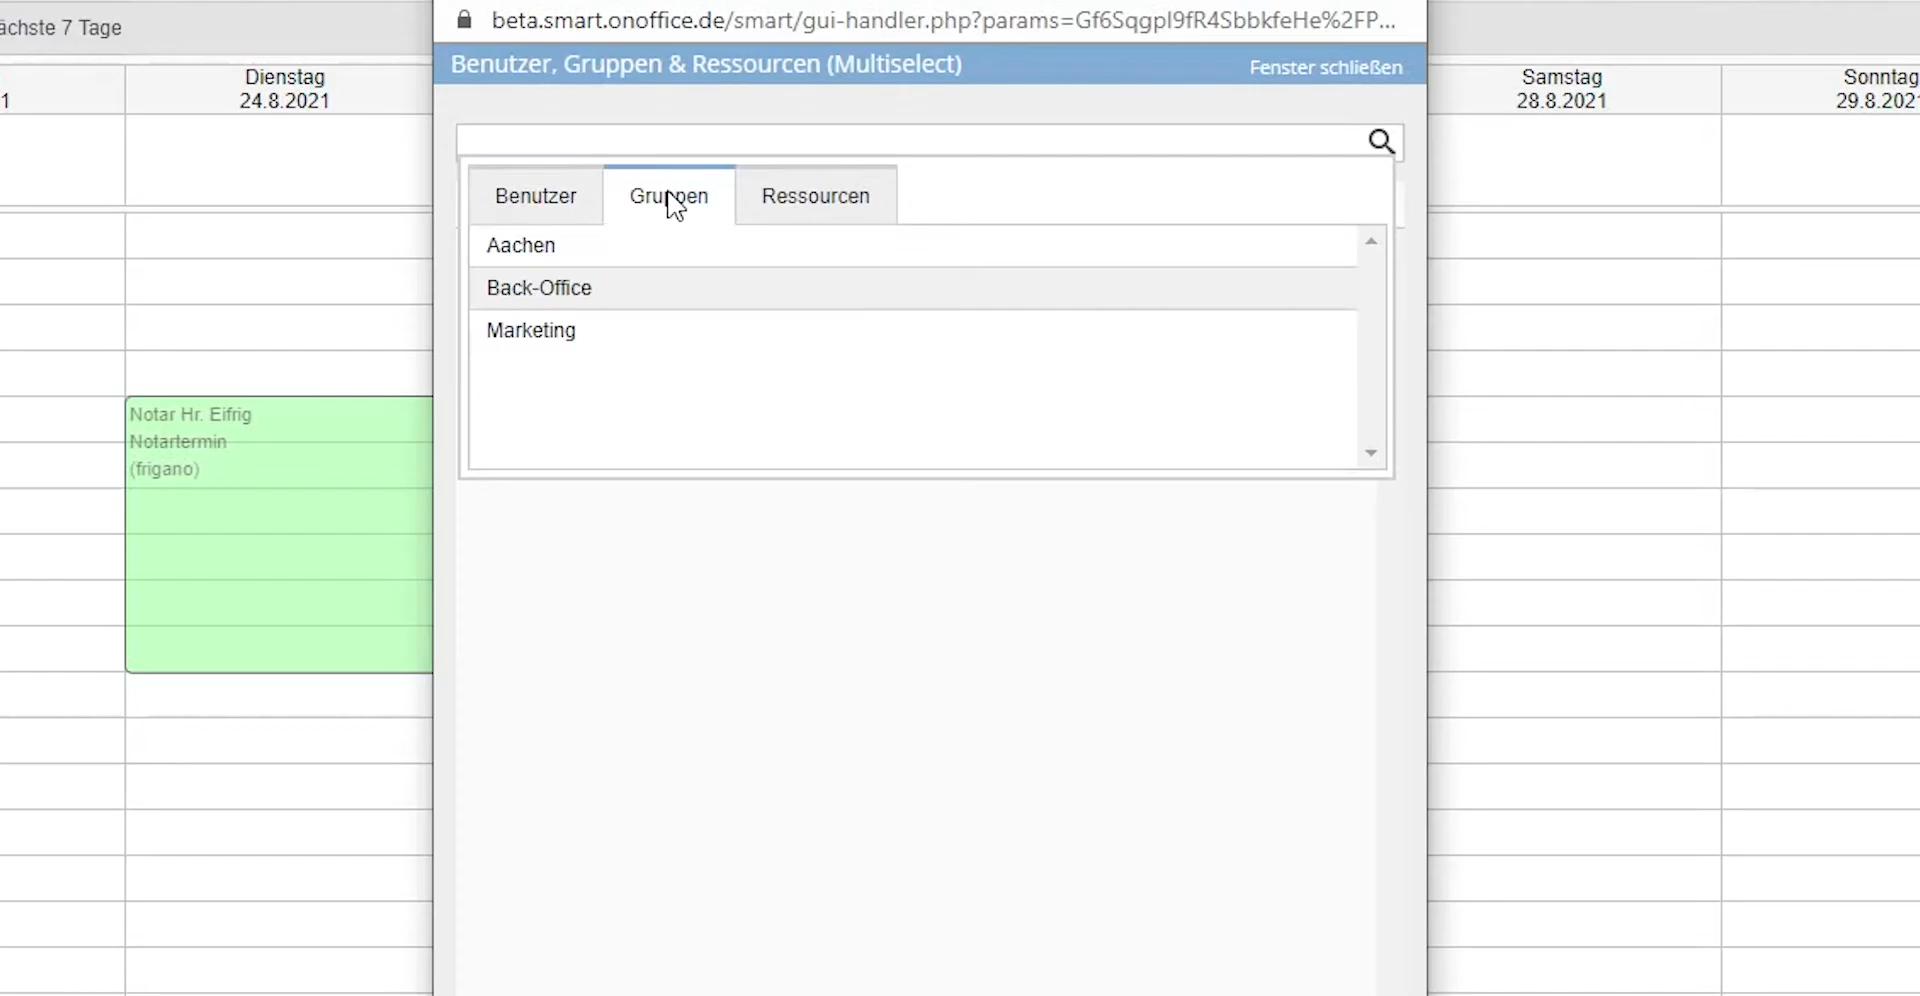 beta.smart.onoffice.de/smart/gui-handler.php?params=Gf6SqgpI9fR4SbbkfeHe%2FP...
ächste 7 Tage
Benutzer, Gruppen & Ressourcen (Multiselect)
Fenster schließen
1
Dienstag
24.8.2021
Samstag
28.8.2021
Sonntag
29.8.202
Benutzer
Gruppen
Ressourcen
Aachen
Back-Office
Marketing
Notar Hr. Eifrig
Notartermin
(frigano)